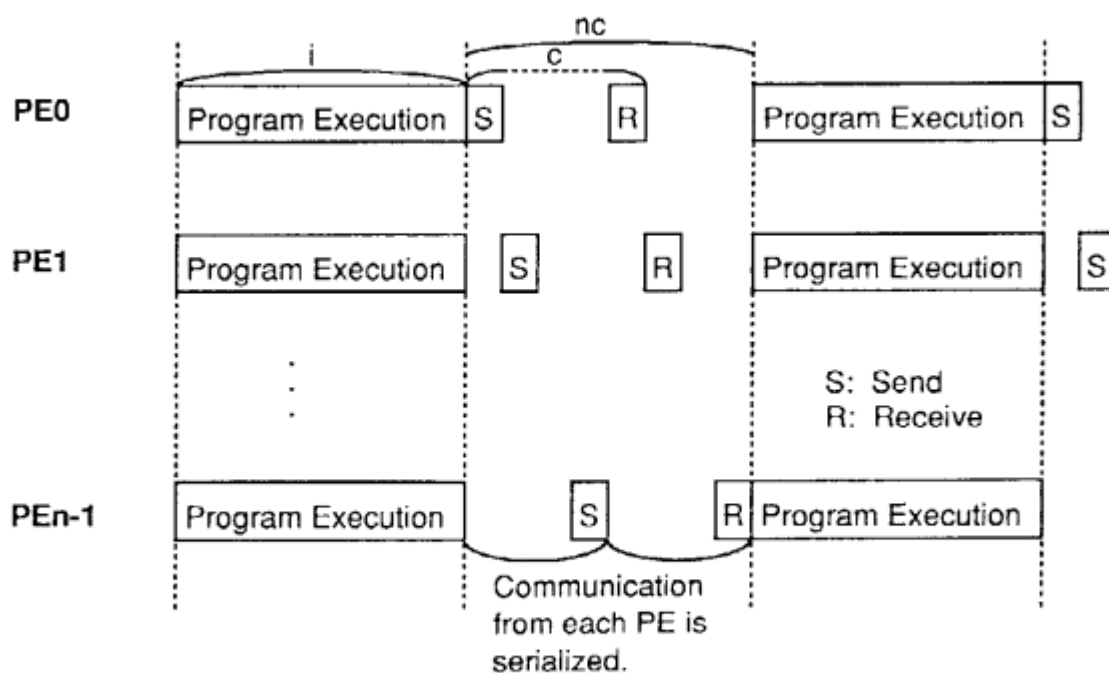 nc
i
c
PE0
Program Execution
S
R
Program Execution
S
PE1
Program Execution
S
R
Program Execution
S
S: Send
R: Receive
PEn-1
Program Execution
S
R
Program Execution
Communication
from each PE is
serialized.